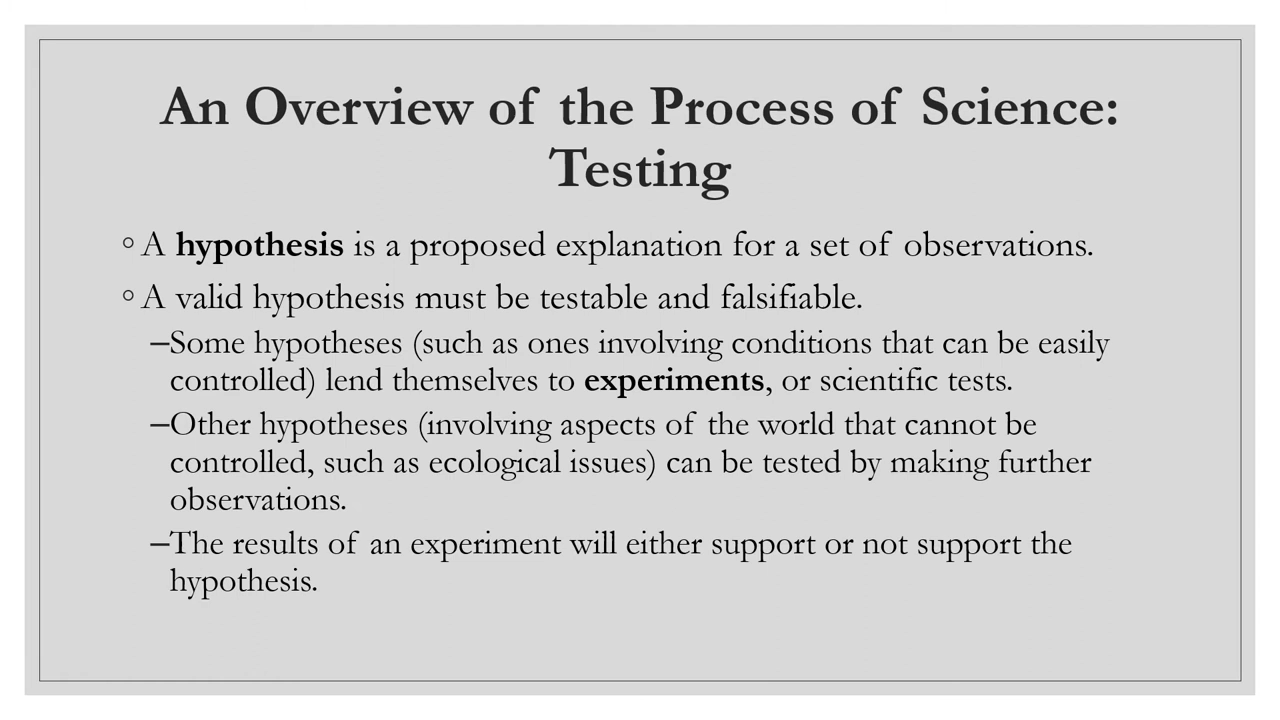 An Overview of the Process of Science:
Testing
◦ A hypothesis is a proposed explanation for a set of observations.
◦ A valid hypothesis must be testable and falsifiable.
–Some hypotheses (such as ones involving conditions that can be easily
controlled) lend themselves to experiments, or scientific tests.
–Other hypotheses (involving aspects of the world that cannot be
controlled, such as ecological issues) can be tested by making further
observations.
–The results of an experiment will either support or not support the
hypothesis.